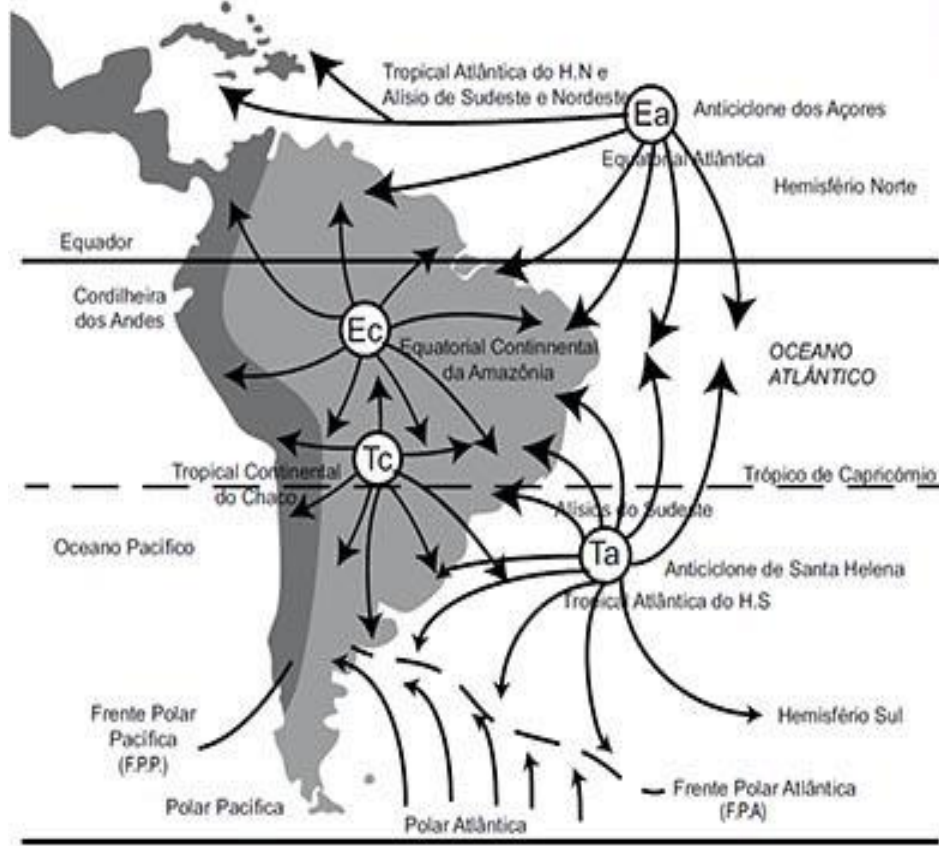 Tropical Atlântica do H.N e
Alísio de Sudeste e Nordeste
Ea
Anticiclone dos Açores
Equatorial Atlântica
Hemisfério Norte
Equador
Cordilheira
dos Andes
Ec
Equatorial Continnental
da Amazônia
OCEANO
ATLÂNTICO
Tc
Tropical Continental
do Chaco
Trópico de Capricórnio
Alísios do Sudeste
Oceano Pacifico
Ta
Anticiclone de Santa Helena
Tropical Atlântica do H.S
Frente Polar
Pacifica
(F.P.P.)
Hemisfério Sul
Polar Pacífica
Polar Atlântica
Frente Polar Atlântica
(F.P.A)